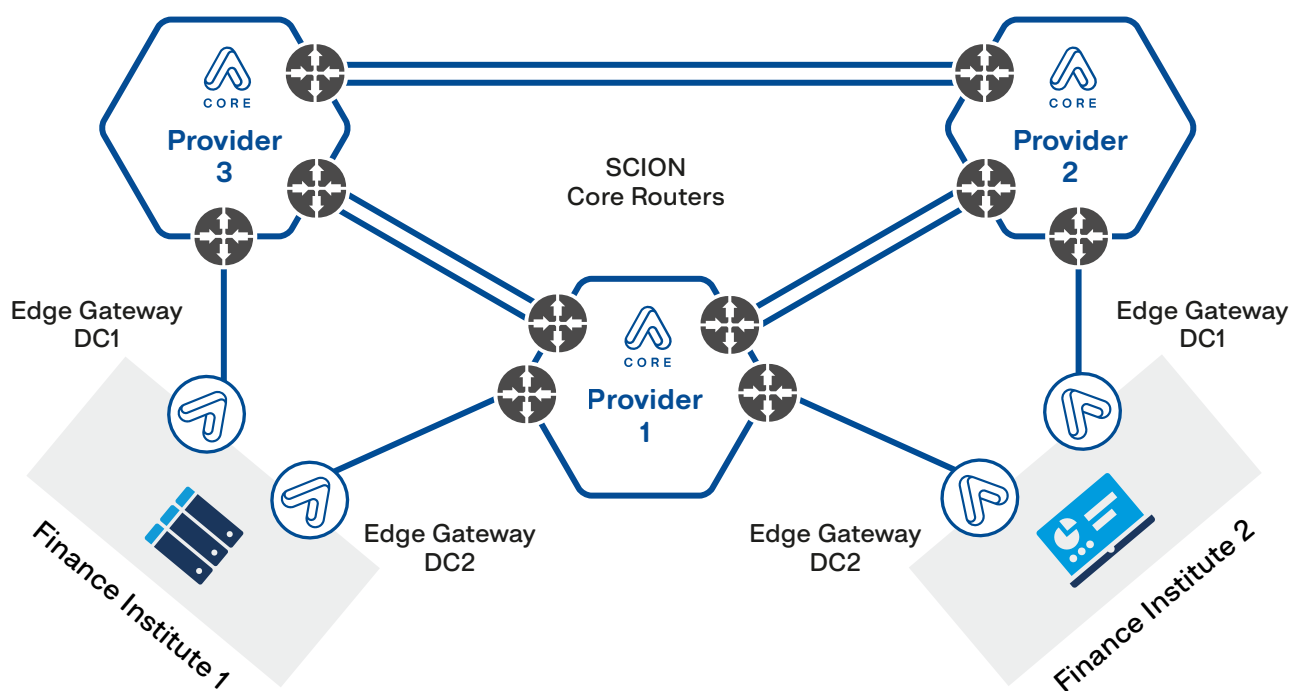 CORE
Provider
3
CORE
Provider
2
SCION
Core Routers
Edge Gateway
DC1
Edge Gateway
DC1
CORE
Provider
1
Edge Gateway
DC2
Edge Gateway
DC2
Finance Institute 1
Finance Institute 2